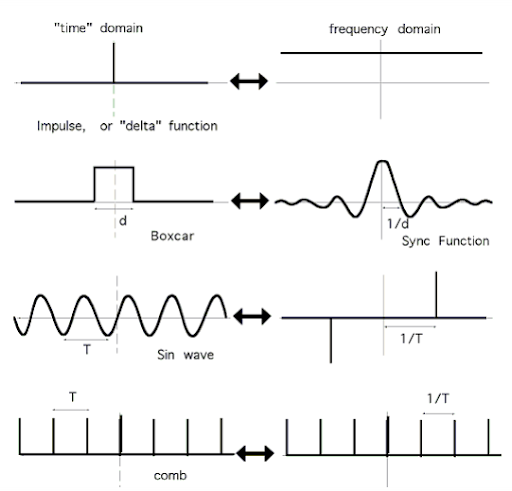 "time" domain
frequency domain
Impulse, or "delta" function
d
Boxcar
1/d
Sync Function
T
Sin wave
1/T
T
1/T
comb